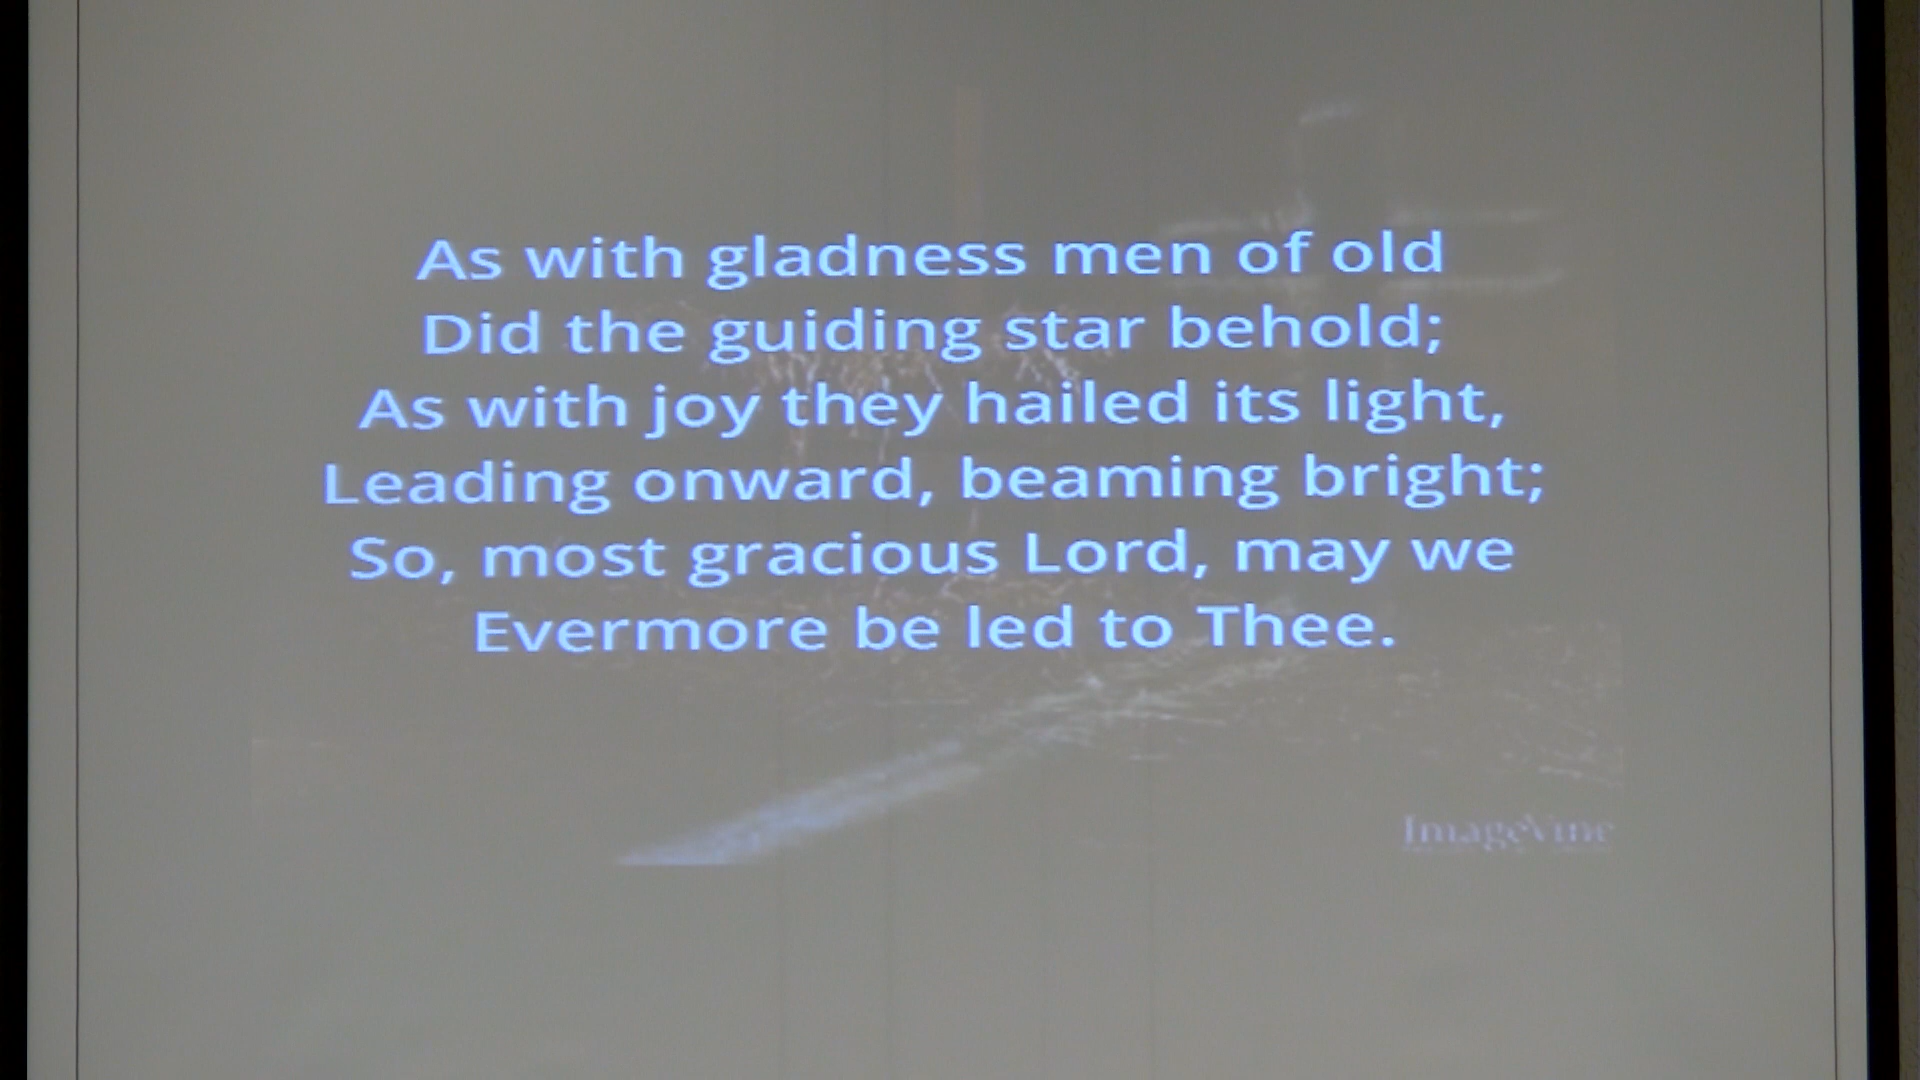 As with gladness men of old
Did the guiding star behold;
As with joy they hailed its light,
Leading onward, beaming bright;
So, most gracious Lord, may we
Evermore be led to Thee.
ImageVine